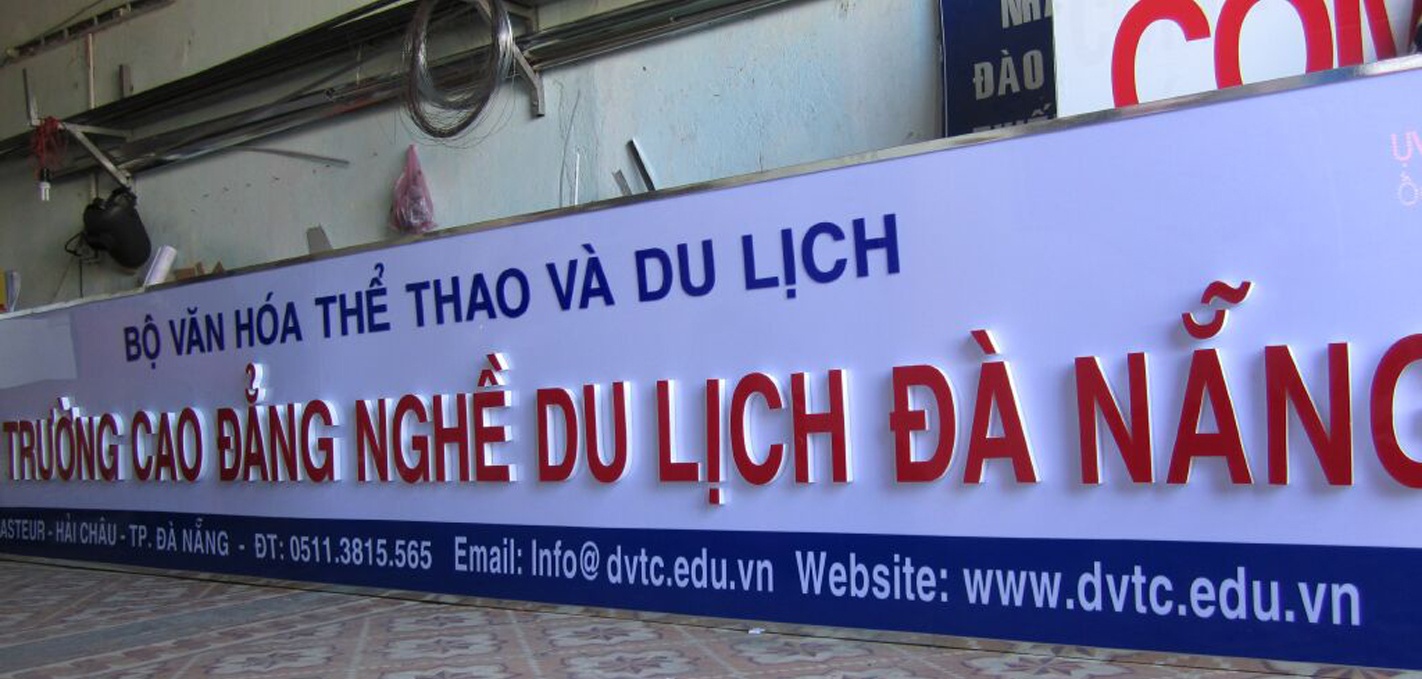 ĐÀO
COM
BỘ VĂN HÓA THỂ THAO VÀ DU LỊCH
TRƯỜNG CAO ĐẲNG NGHỀ DU LỊCH ĐÀ NẴNG
ASTEUR - HẢI CHÂU - TP. ĐÀ NẴNG - ĐT: 0511.3815.565 Email: Info@dvtc.edu.vn Website: www.dvtc.edu.vn